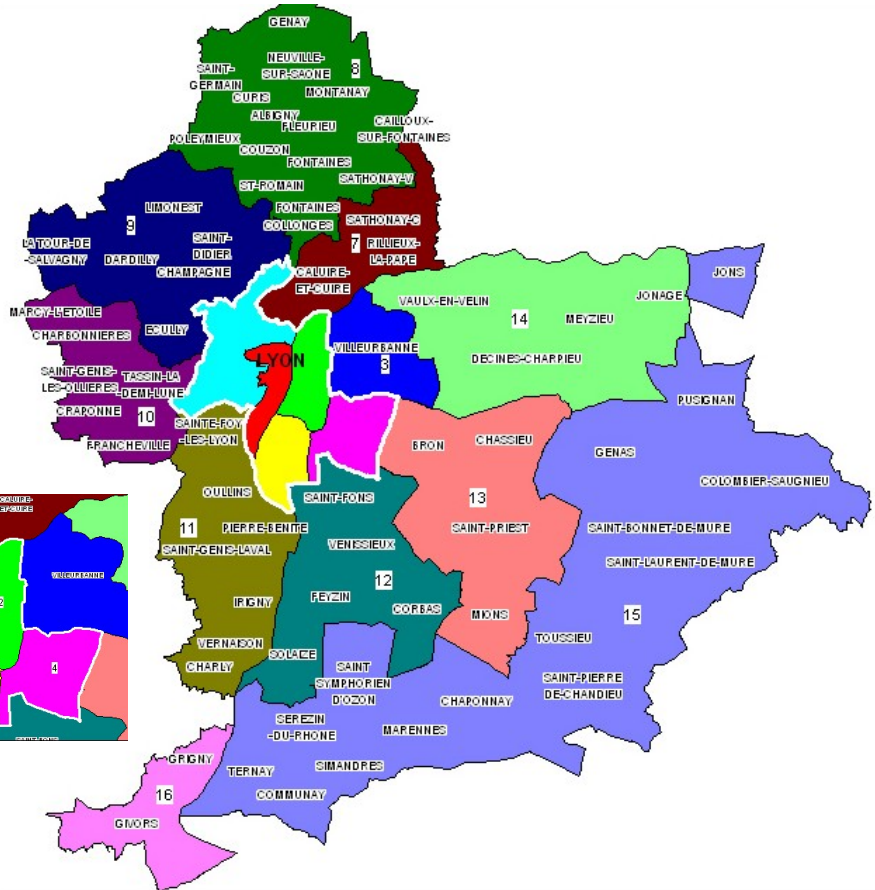 GENAY
NEUVILLE-
SUR-SAONE
8
SAINT-
GERMAIN
MONTANAY
CURIS
ALBIGNY
FLEURIEU
CAILLOUX-
SUR-FONTAINES
POLEYMIEUX
COUZON
FONTAINES
SATHONAY-V
ST-ROMAIN
LIMONEST
FONTAINES
9
COLLONGES
SATHONAY-C
SAINT-
DIDIER
7
RILLIEUX-
LA-PAPE
LA TOUR-DE
-SALVAGNY
DARDILLY
CHAMPAGNE
CALUIRE-
ET-CUIRE
JONS
VAULX-EN-VELIN
JONAGE
MARCY-L'ETOILE
14
MEYZIEU
CHARBONNIERES
ECULLY
VILLEURBANNE
3
LYON
DECINES-CHARPIEU
SAINT-GENIS-
LES-OLLIERES
TASSIN-LA
-DEMI-LUNE
PUSIGNAN
CRAPONNE
10
SAINTE-FOY
-LES-LYON
FRANCHEVILLE
BRON
CHASSIEU
GENAS
COLOMBIER-SAUGNIEU
OULLINS
SAINT-FONS
13
11
PIERRE-BENITE
SAINT-PRIEST
SAINT-BONNET-DE-MURE
VENISSIEUX
SAINT-GENIS-LAVAL
SAINT-LAURENT-DE-MURE
12
FEYZIN
IRIGNY
CORBAS
MIONS
15
VERNAISON
TOUSSIEU
SOLAIZE
CHARLY
SAINT
SYMPHORIEN
D'OZON
SAINT-PIERRE
DE-CHANDIEU
CHAPONNAY
SEREZIN
-DU-RHONE
MARENNES
GRIGNY
TERNAY
SIMANDRES
16
COMMUNAY
GIVORS
CALUIRE-
ET-CUIRE
VILLEURBANNE
2
4